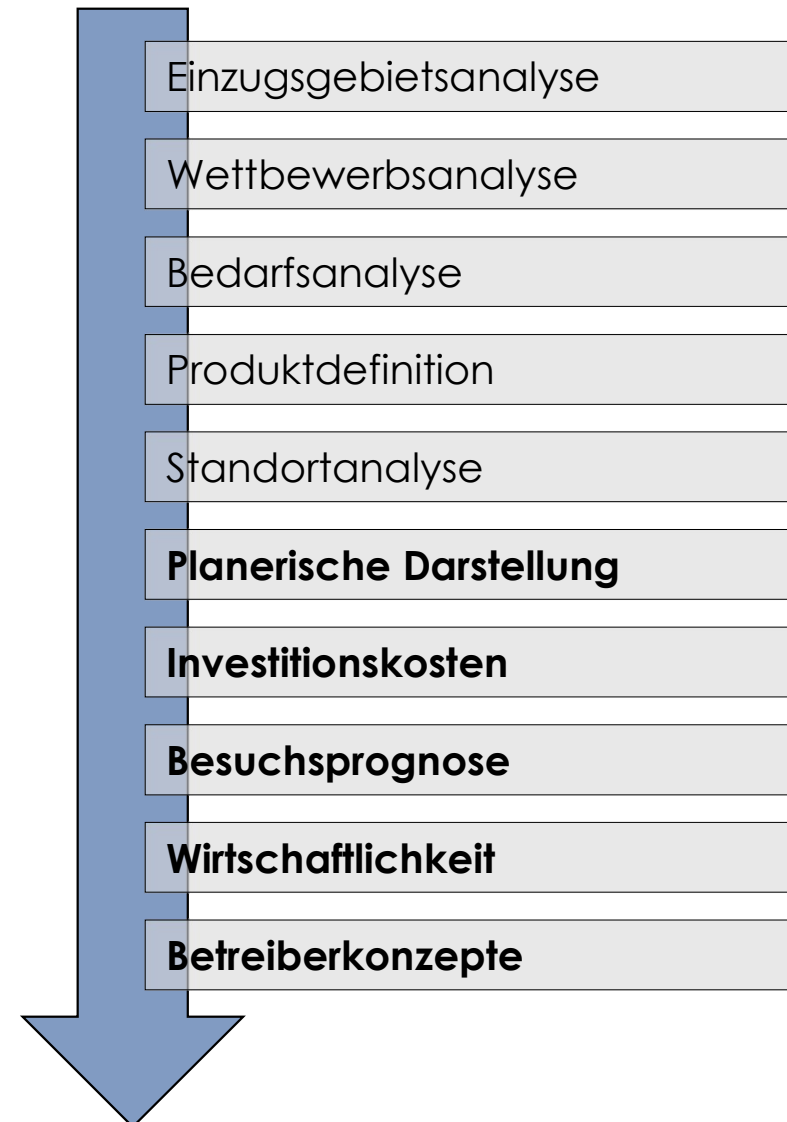 Einzugsgebietsanalyse
Wettbewerbsanalyse
Bedarfsanalyse
Produktdefinition
Standortanalyse
Planerische Darstellung
Investitionskosten
Besuchsprognose
Wirtschaftlichkeit
Betreiberkonzepte